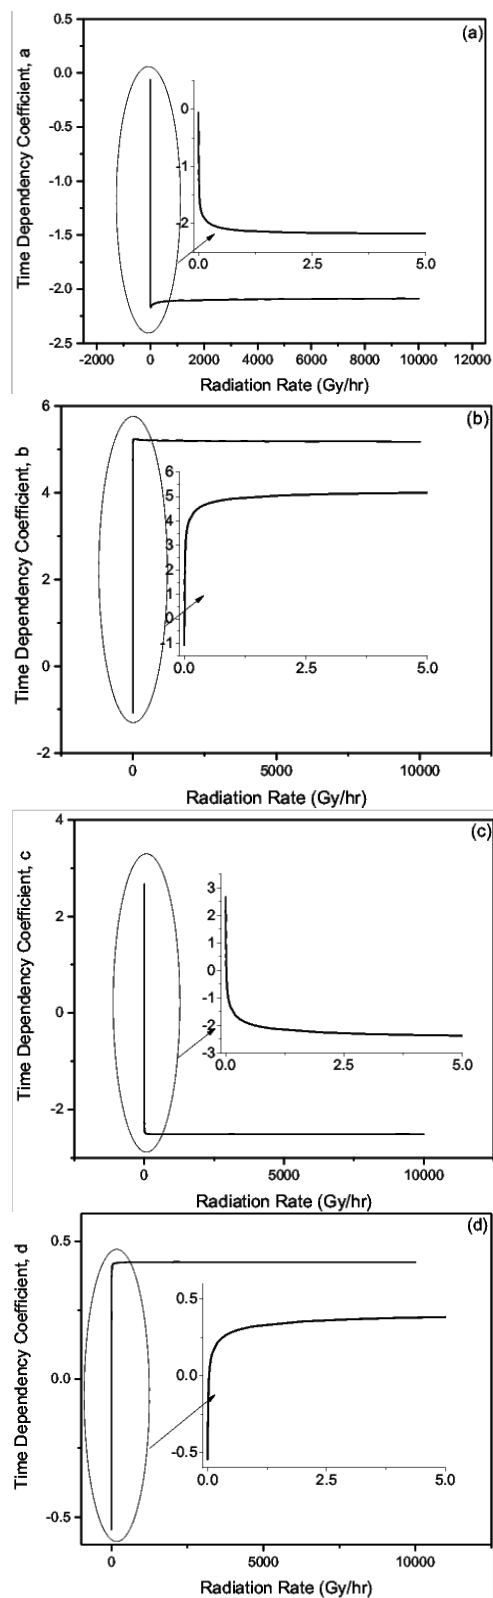 (a)
Time Dependency Coefficient, a
0.5
0.0
-0.5
-1.0
-1.5
-2.0
-2.5
0
-1
-2
0.0 2.5 5.0
-2000 0 2000 4000 6000 8000 10000 12000
Radiation Rate (Gy/hr)
(b)
Time Dependency Coefficient, b
6
4
2
0
-2
6
5
4
3
2
1
0
-1
0.0 2.5 5.0
0 5000 10000
Radiation Rate (Gy/hr)
(c)
Time Dependency Coefficient, c
4
2
0
-2
3
2
1
0
-1
-2
-3
0.0 2.5 5.0
0 5000 10000
Radiation Rate (Gy/hr)
(d)
Time Dependency Coefficient, d
0.5
0.0
-0.5
0.5
0.0
-0.5
0.0 2.5 5.0
0 5000 10000
Radiation Rate (Gy/hr)